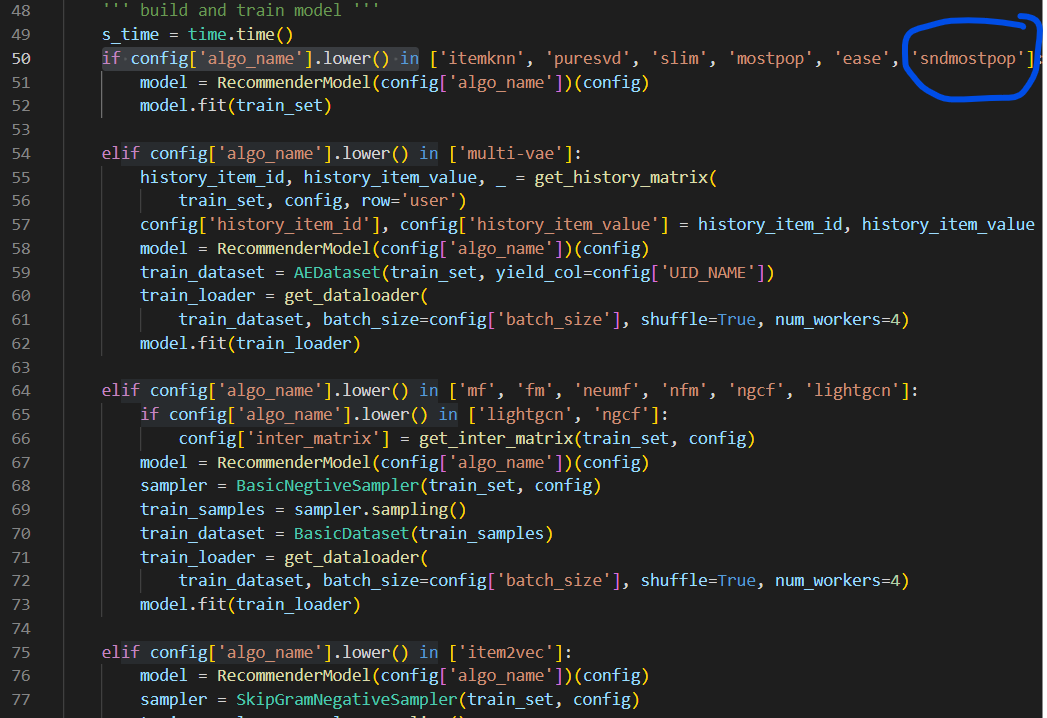 48 ''' build and train model '''
49 s_time = time.time()
50 if config['algo_name'].lower() in ['itemknn', 'puresvd', 'slim', 'mostpop', 'ease', 'sndmostpop']:
51 model = RecommenderModel(config['algo_name'])(config)
52 model.fit(train_set)
53
54 elif config['algo_name'].lower() in ['multi-vae']:
55 history_item_id, history_item_value, _ = get_history_matrix(
56 train_set, config, row='user')
57 config['history_item_id'], config['history_item_value'] = history_item_id, history_item_value
58 model = RecommenderModel(config['algo_name'])(config)
59 train_dataset = AEDataset(train_set, yield_col=config['UID_NAME'])
60 train_loader = get_dataloader(
61 train_dataset, batch_size=config['batch_size'], shuffle=True, num_workers=4)
62 model.fit(train_loader)
63
64 elif config['algo_name'].lower() in ['mf', 'fm', 'neumf', 'nfm', 'ngcf', 'lightgcn']:
65 if config['algo_name'].lower() in ['lightgcn', 'ngcf']:
66 config['inter_matrix'] = get_inter_matrix(train_set, config)
67 model = RecommenderModel(config['algo_name'])(config)
68 sampler = BasicNegtiveSampler(train_set, config)
69 train_samples = sampler.sampling()
70 train_dataset = BasicDataset(train_samples)
71 train_loader = get_dataloader(
72 train_dataset, batch_size=config['batch_size'], shuffle=True, num_workers=4)
73 model.fit(train_loader)
74
75 elif config['algo_name'].lower() in ['item2vec']:
76 model = RecommenderModel(config['algo_name'])(config)
77 sampler = SkipGramNegativeSampler(train_set, config)